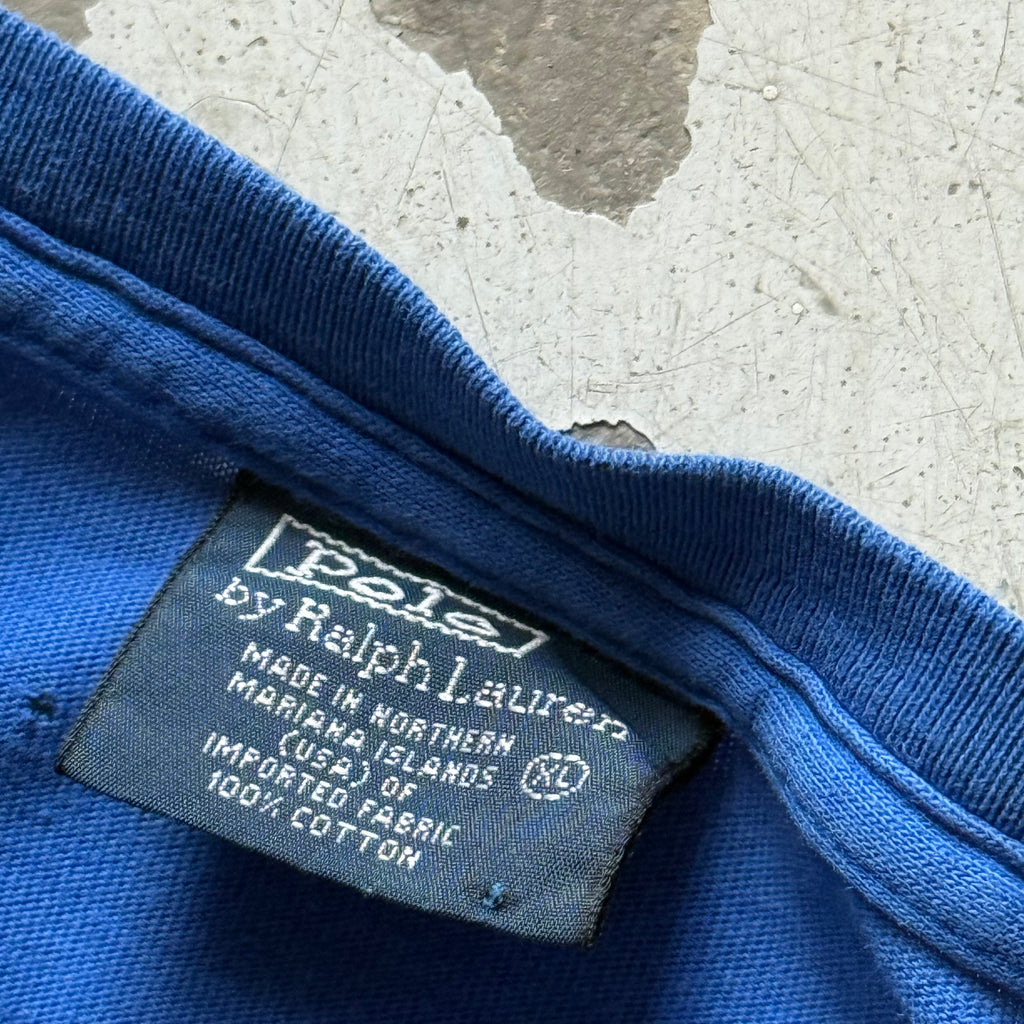 Polo
by Ralph Lauren
MADE IN NORTHERN
MARIANA ISLANDS
(USA) OF
IMPORTED FABRIC
100% COTTON
XL